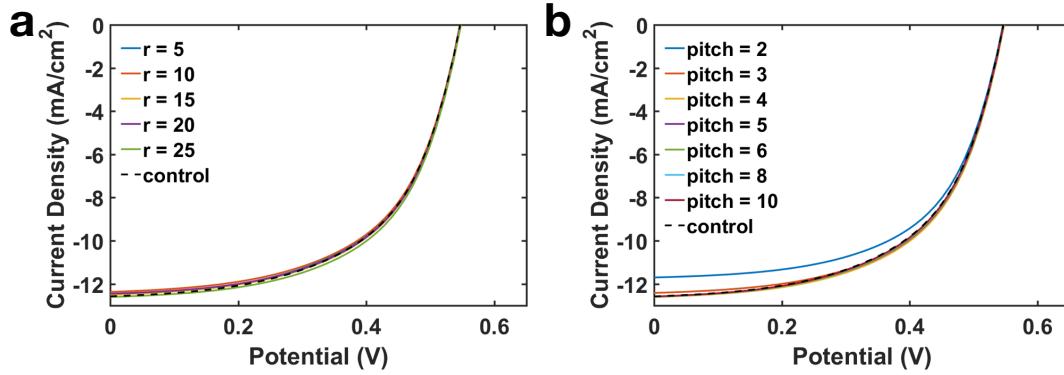 a
Current Density (mA/cm²)
0
-2
-4
-6
-8
-10
-12
r = 5
r = 10
r = 15
r = 20
r = 25
control
0
0.2
0.4
0.6
Potential (V)
b
Current Density (mA/cm²)
0
-2
-4
-6
-8
-10
-12
pitch = 2
pitch = 3
pitch = 4
pitch = 5
pitch = 6
pitch = 8
pitch = 10
control
0
0.2
0.4
0.6
Potential (V)